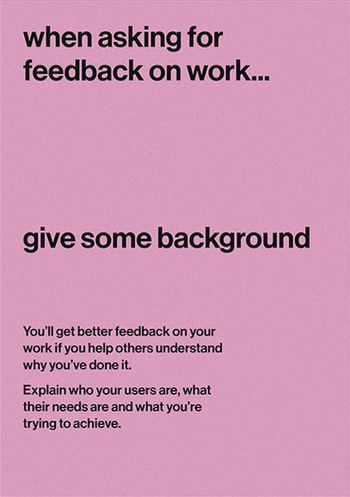 when asking for
feedback on work...
give some background
You'll get better feedback on your
work if you help others understand
why you've done it.
Explain who your users are, what
their needs are and what you're
trying to achieve.